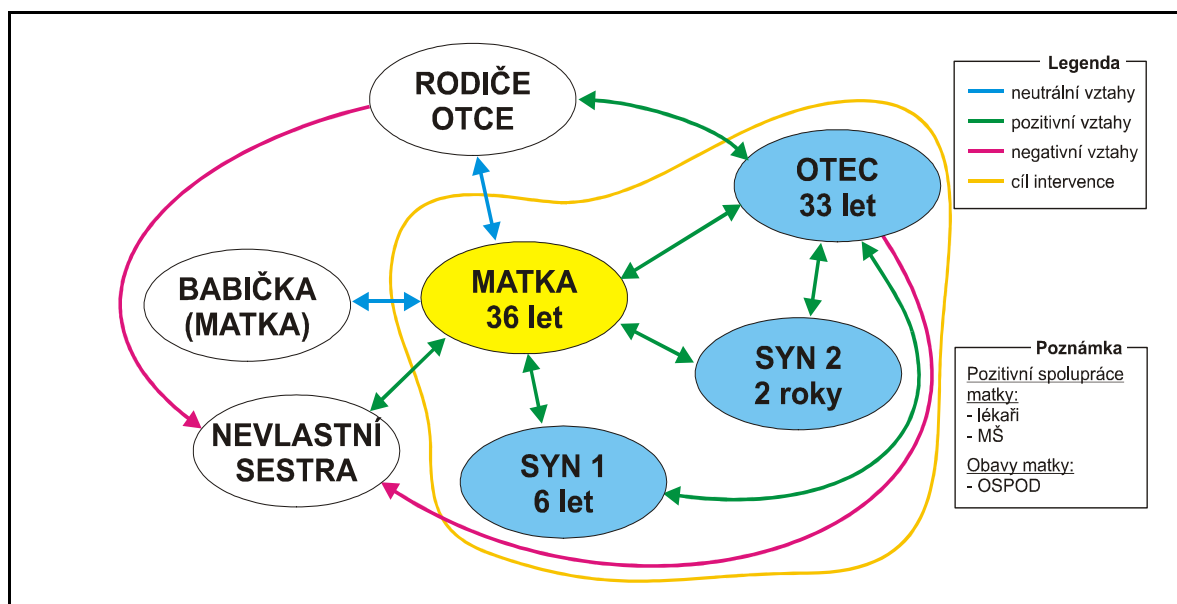 RODIČE
OTCE
OTEC
33 let
MATKA
36 let
BABIČKA
(MATKA)
SYN 2
2 roky
NEVLASTNÍ
SESTRA
SYN 1
6 let
Legenda
neutrální vztahy
pozitivní vztahy
negativní vztahy
cíl intervence
Poznámka
Pozitivní spolupráce
matky:
- lékaři
- MŠ
Obavy matky:
- OSPOD